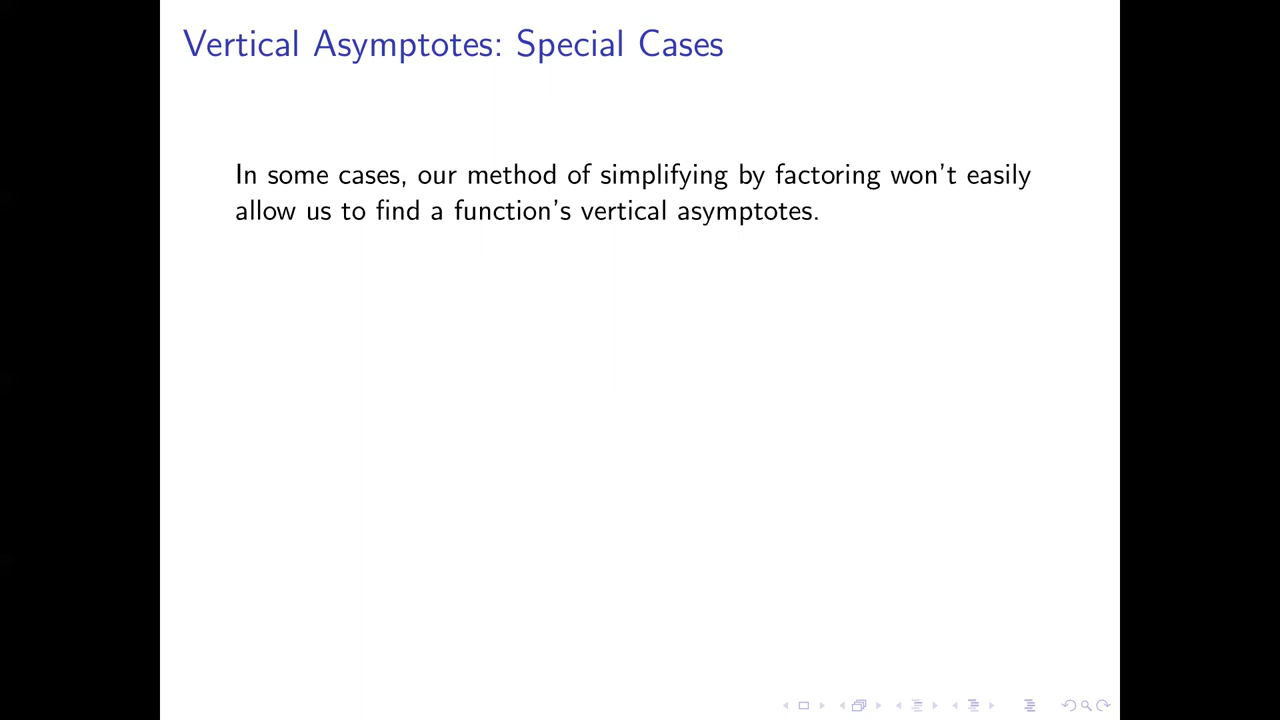 Vertical Asymptotes: Special Cases
In some cases, our method of simplifying by factoring won't easily
allow us to find a function's vertical asymptotes.